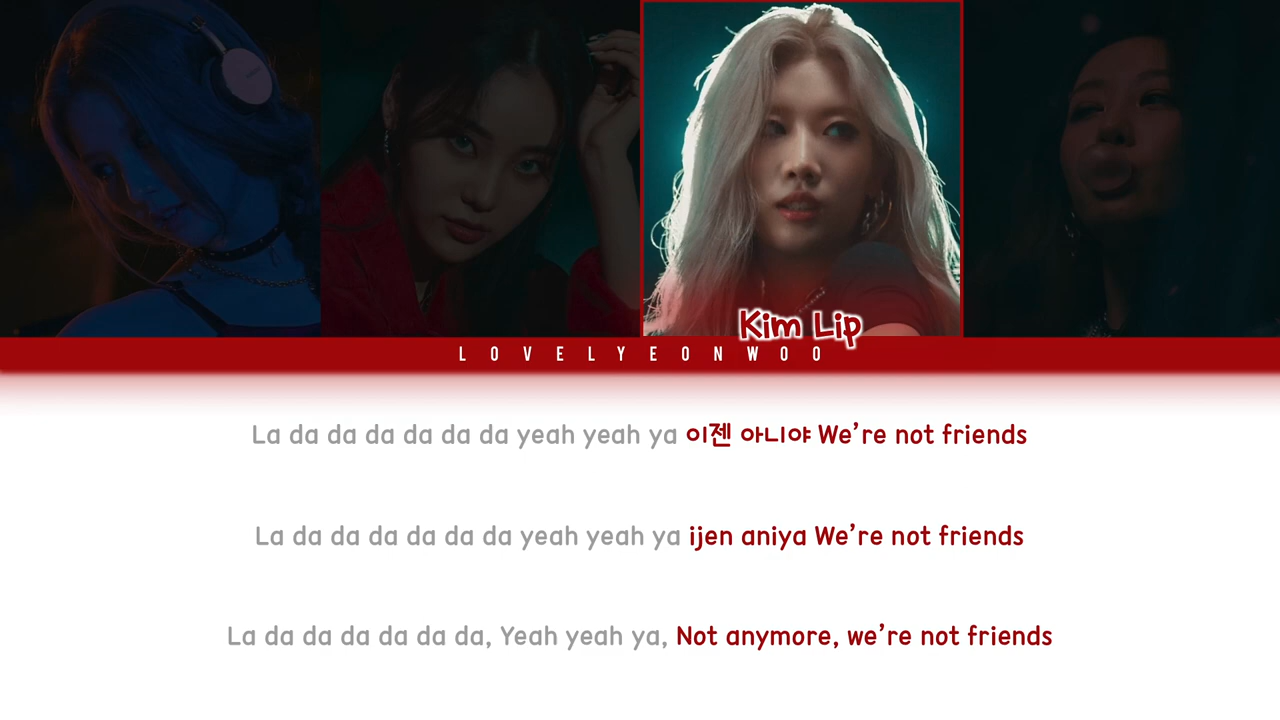 Kim Lip
LOVELYEONWOO
La da da da da da da yeah yeah ya 이젠 아니야 We’re not friends
La da da da da da da yeah yeah ya ijen aniya We’re not friends
La da da da da da da, Yeah yeah ya, Not anymore, we’re not friends